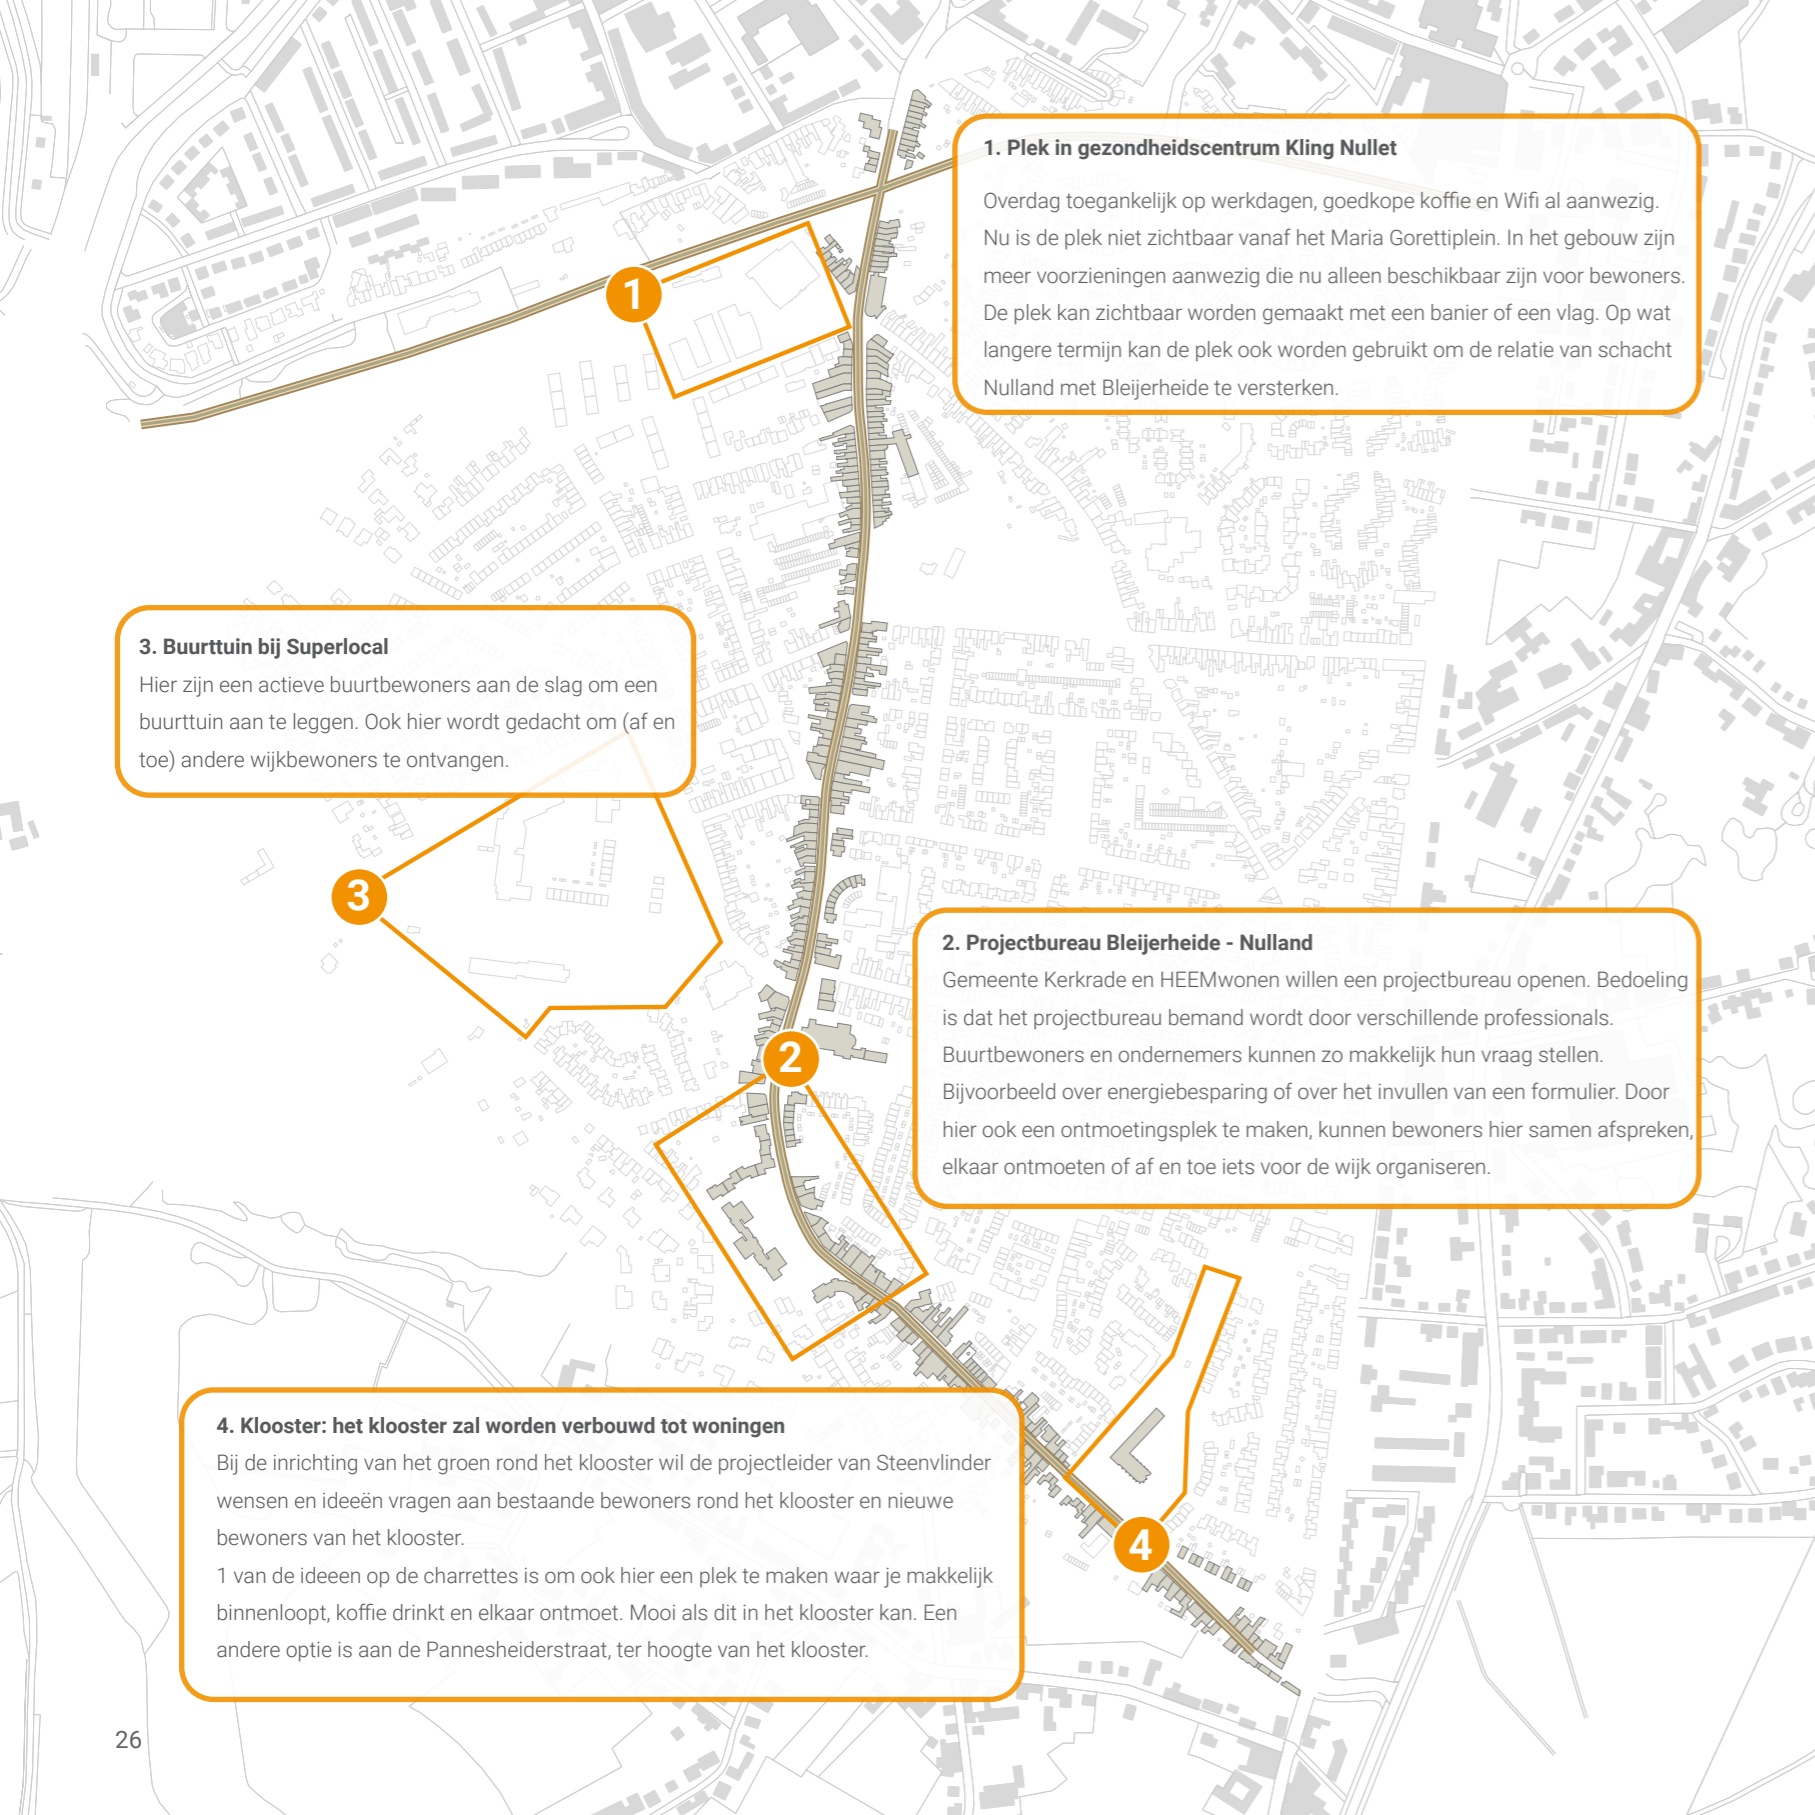 1. Plek in gezondheidscentrum Kling Nullet
Overdag toegankelijk op werkdagen, goedkope koffie en Wifi al aanwezig.
Nu is de plek niet zichtbaar vanaf het Maria Gorettiplein. In het gebouw zijn
meer voorzieningen aanwezig die nu alleen beschikbaar zijn voor bewoners.
De plek kan zichtbaar worden gemaakt met een banier of een vlag. Op wat
langere termijn kan de plek ook worden gebruikt om de relatie van schacht
Nulland met Bleijerheide te versterken.
1
3. Buurttuin bij Superlocal
Hier zijn een actieve buurtbewoners aan de slag om een
buurttuin aan te leggen. Ook hier wordt gedacht om (af en
toe) andere wijkbewoners te ontvangen.
3
2. Projectbureau Bleijerheide - Nulland
Gemeente Kerkrade en HEEMwonen willen een projectbureau openen. Bedoeling
is dat het projectbureau bemand wordt door verschillende professionals.
Buurtbewoners en ondernemers kunnen zo makkelijk hun vraag stellen.
Bijvoorbeeld over energiebesparing of over het invullen van een formulier. Door
hier ook een ontmoetingsplek te maken, kunnen bewoners hier samen afspreken,
elkaar ontmoeten of af en toe iets voor de wijk organiseren.
2
4. Klooster: het klooster zal worden verbouwd tot woningen
Bij de inrichting van het groen rond het klooster wil de projectleider van Steenvlinder
wensen en ideeën vragen aan bestaande bewoners rond het klooster en nieuwe
bewoners van het klooster.
1 van de ideeen op de charrettes is om ook hier een plek te maken waar je makkelijk
binnenloopt, koffie drinkt en elkaar ontmoet. Mooi als dit in het klooster kan. Een
andere optie is aan de Pannesheiderstraat, ter hoogte van het klooster.
4
26